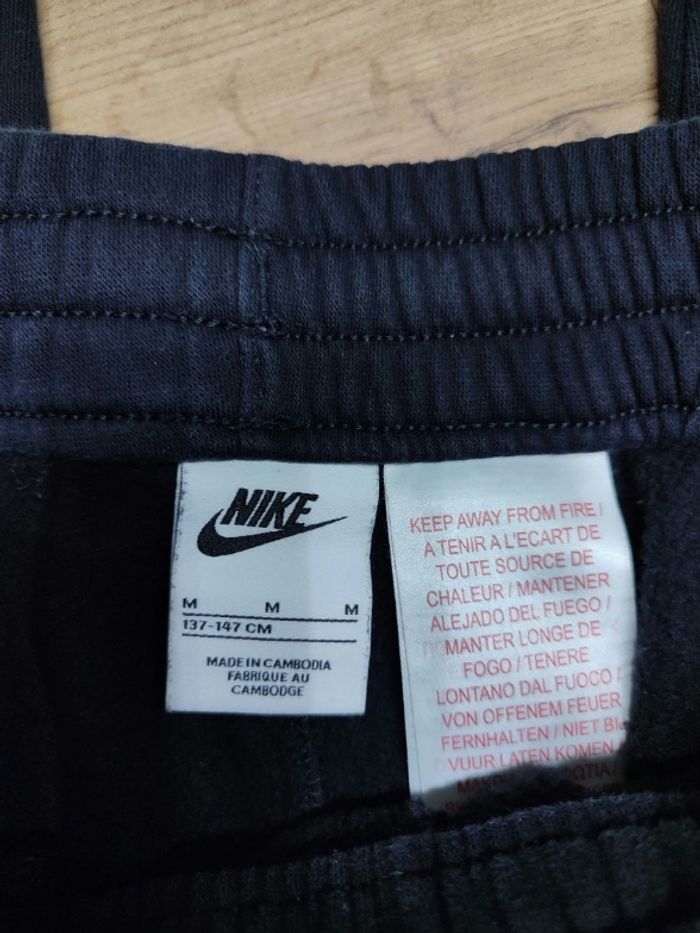 NIKE
M M M
137-147 CM
MADE IN CAMBODIA
FABRIQUE AU
CAMBODGE
KEEP AWAY FROM FIRE /
A TENIR A L'ECART DE
TOUTE SOURCE DE
CHALEUR / MANTENER
ALEJADO DEL FUEGO /
MANTER LONGE DE
FOGO / TENERE
LONTANO DAL FUOCO /
VON OFFENEM FEUER
FERNHALTEN / NIET
VUUR LATEN KOMEN /